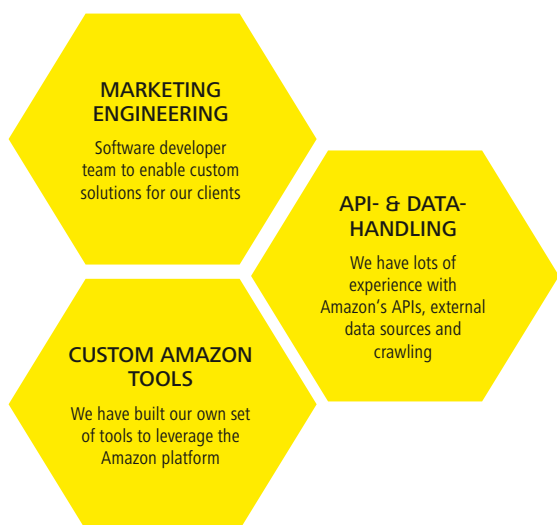 MARKETING
ENGINEERING
Software developer
team to enable custom
solutions for our clients
API- & DATA-
HANDLING
We have lots of
experience with
Amazon’s APIs, external
data sources and
crawling
CUSTOM AMAZON
TOOLS
We have built our own set
of tools to leverage the
Amazon platform